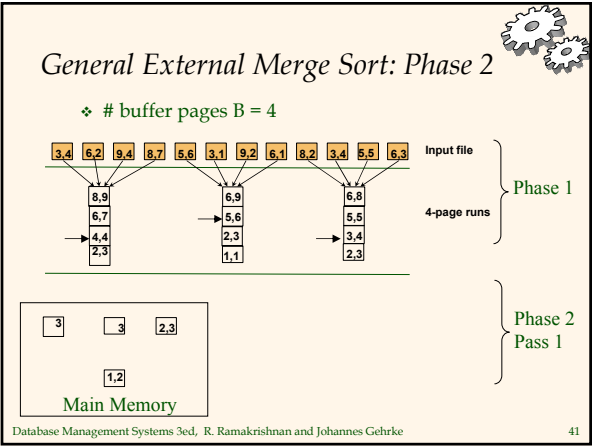 General External Merge Sort: Phase 2
# buffer pages B = 4
3,4 6,2 9,4 8,7 5,6 3,1 9,2 6,1 8,2 3,4 5,5 6,3 Input file
Phase 1
8,9 6,9 6,8
6,7 5,6 5,5 4-page runs
4,4 2,3 3,4
2,3 1,1 2,3
Phase 2
Pass 1
3 3 2,3
1,2
Main Memory
Database Management Systems 3ed, R. Ramakrishnan and Johannes Gehrke 41